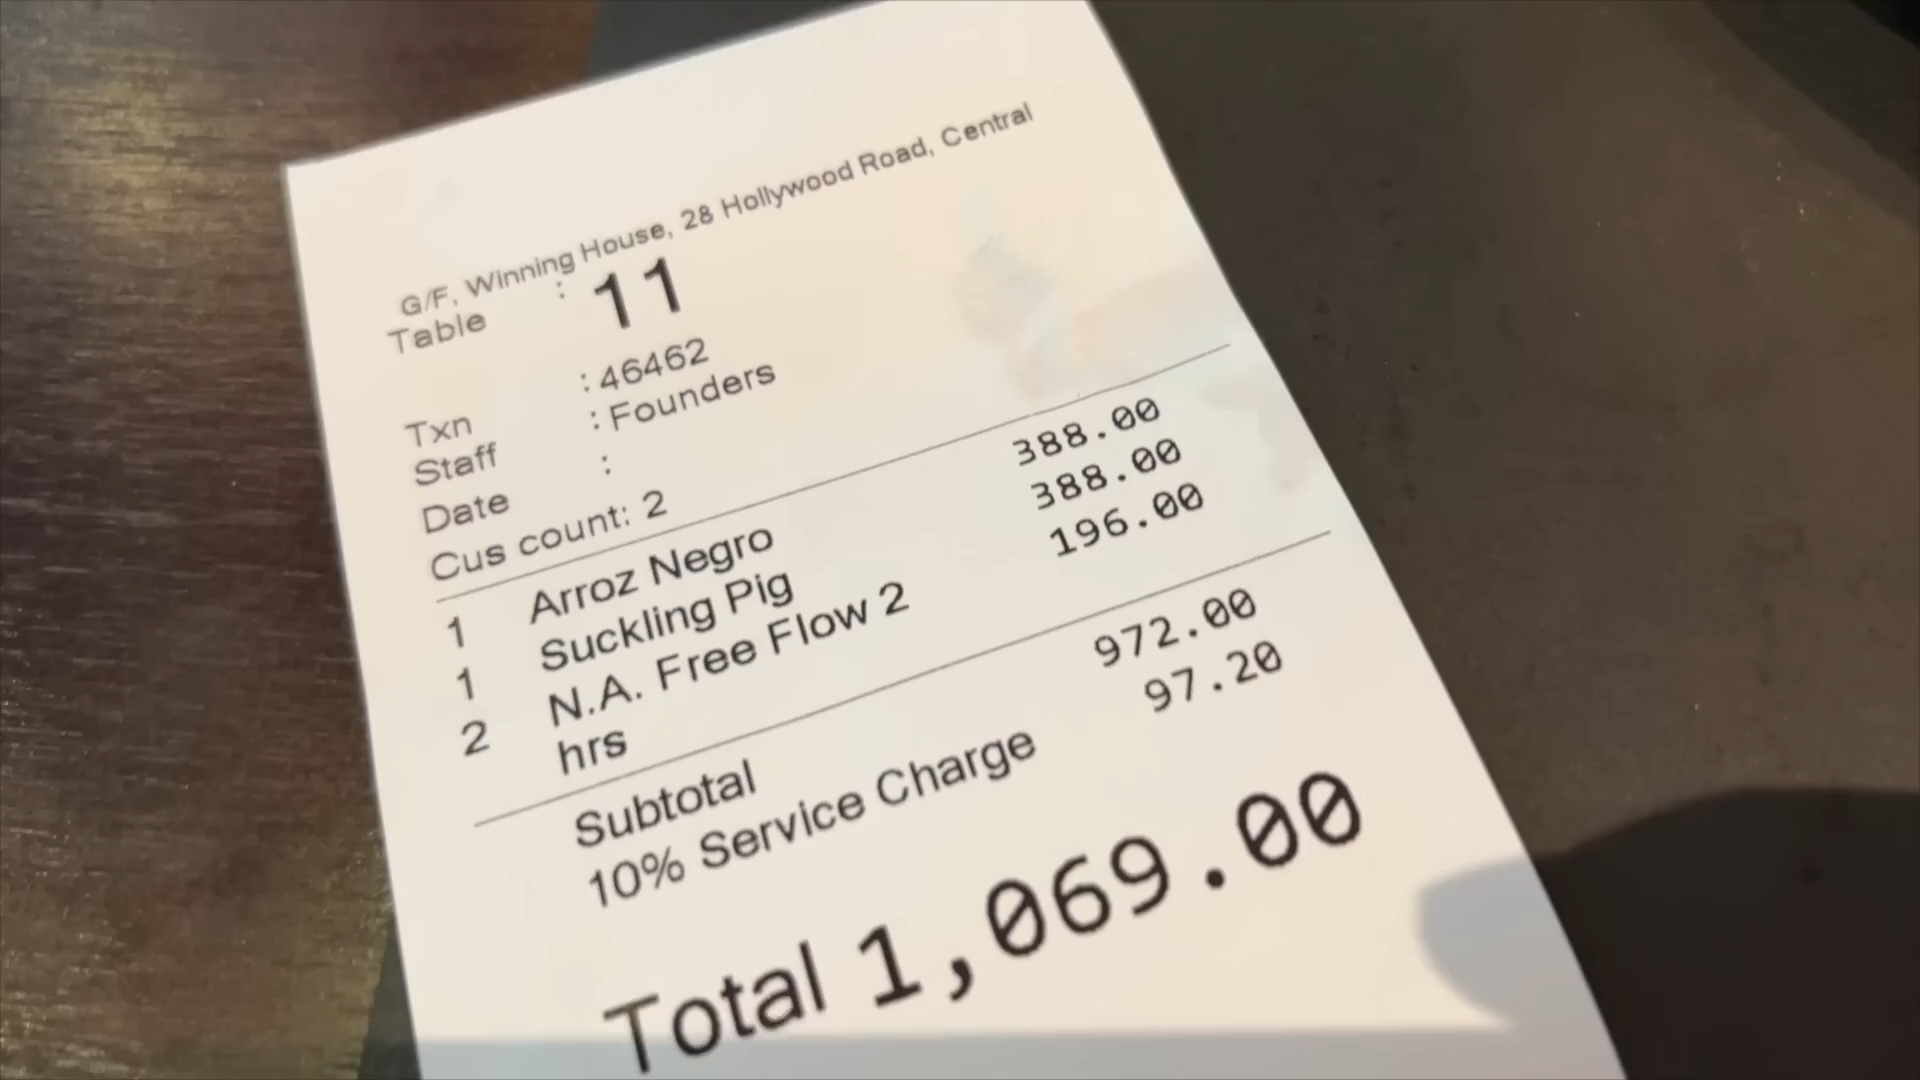 G/F, Winning House, 28 Hollywood Road, Central
Table : 11
Txn : 46462
Staff : Founders
Date :
Cus count: 2
1 Arroz Negro 388.00
1 Suckling Pig 388.00
2 N.A. Free Flow 2 196.00
hrs
Subtotal 972.00
10% Service Charge 97.20
Total 1,069.00